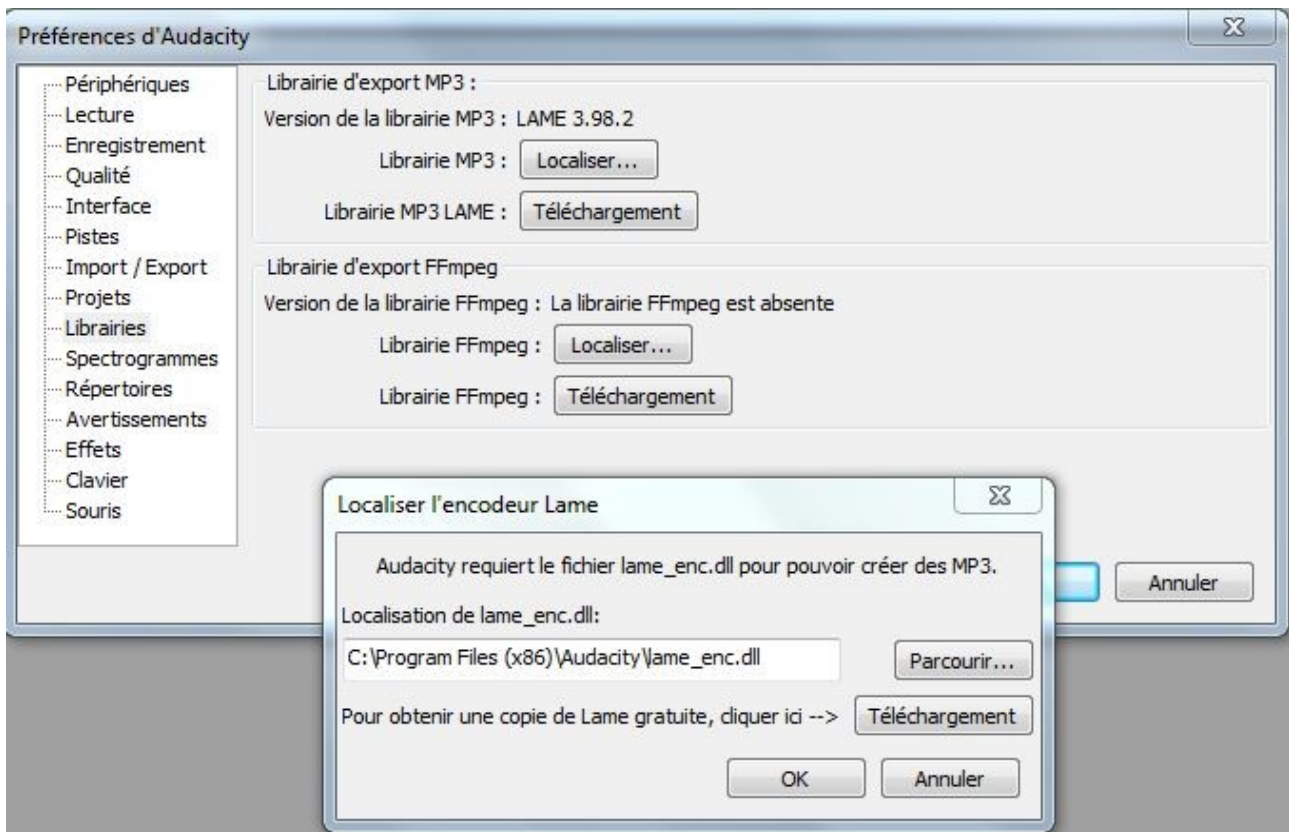 Préférences d'Audacity
Périphériques
Lecture
Enregistrement
Qualité
Interface
Pistes
Import / Export
Projets
Librairies
Spectrogrammes
Répertoires
Avertissements
Effets
Clavier
Souris
Librairie d'export MP3 :
Version de la librairie MP3 : LAME 3.98.2
Librairie MP3 : Localiser...
Librairie MP3 LAME : Téléchargement
Librairie d'export FFmpeg
Version de la librairie FFmpeg : La librairie FFmpeg est absente
Librairie FFmpeg : Localiser...
Librairie FFmpeg : Téléchargement
Annuler
Localiser l'encodeur Lame
Audacity requiert le fichier lame_enc.dll pour pouvoir créer des MP3.
Localisation de lame_enc.dll:
C:\Program Files (x86)\Audacity\lame_enc.dll Parcourir...
Pour obtenir une copie de Lame gratuite, cliquer ici --> Téléchargement
OK Annuler